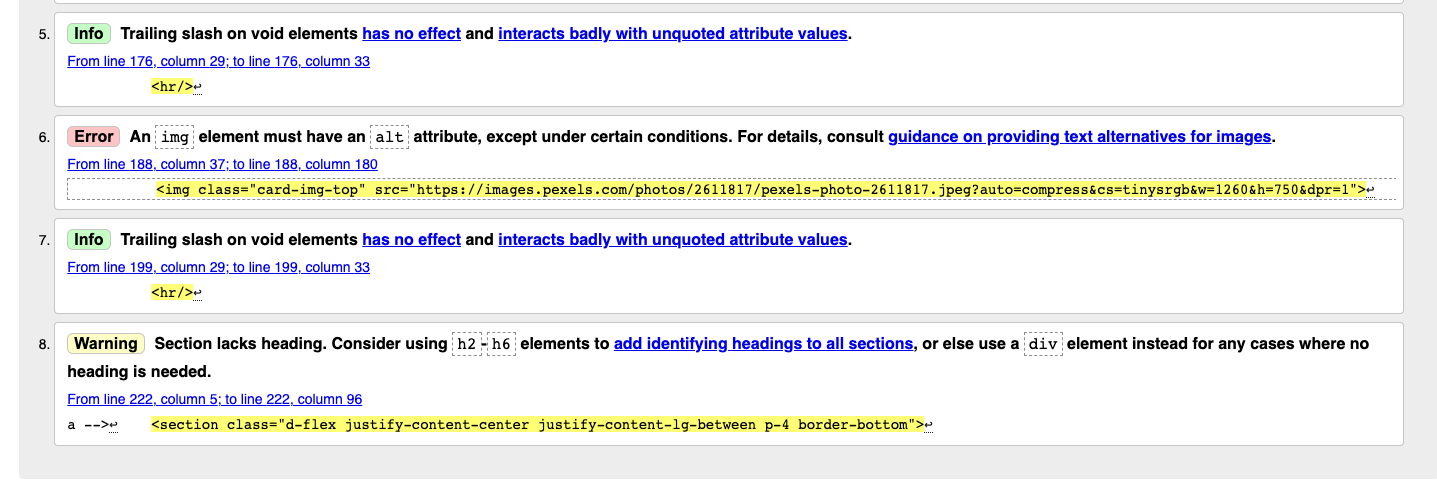 5. Info Trailing slash on void elements has no effect and interacts badly with unquoted attribute values.
From line 176, column 29; to line 176, column 33
<hr/>↩
6. Error An img element must have an alt attribute, except under certain conditions. For details, consult guidance on providing text alternatives for images.
From line 188, column 37; to line 188, column 180
<img class="card-img-top" src="https://images.pexels.com/photos/2611817/pexels-photo-2611817.jpeg?auto=compress&cs=tinysrgb&w=1260&h=750&dpr=1">↩
7. Info Trailing slash on void elements has no effect and interacts badly with unquoted attribute values.
From line 199, column 29; to line 199, column 33
<hr/>↩
8. Warning Section lacks heading. Consider using h2-h6 elements to add identifying headings to all sections, or else use a div element instead for any cases where no
heading is needed.
From line 222, column 5; to line 222, column 96
a -->↩ <section class="d-flex justify-content-center justify-content-lg-between p-4 border-bottom">↩